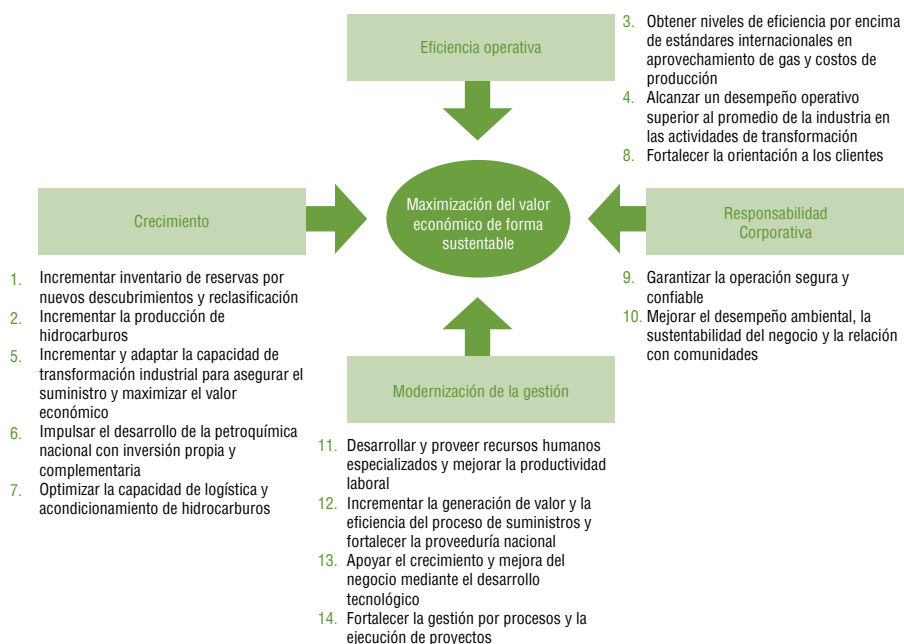 Eficiencia operativa
3. Obtener niveles de eficiencia por encima
de estándares internacionales en
aprovechamiento de gas y costos de
producción
4. Alcanzar un desempeño operativo
superior al promedio de la industria en
las actividades de transformación
8. Fortalecer la orientación a los clientes
Crecimiento
Maximización del valor
económico de forma
sustentable
Responsabilidad
Corporativa
1. Incrementar inventario de reservas por
nuevos descubrimientos y reclasificación
2. Incrementar la producción de
hidrocarburos
5. Incrementar y adaptar la capacidad de
transformación industrial para asegurar el
suministro y maximizar el valor
económico
6. Impulsar el desarrollo de la petroquímica
nacional con inversión propia y
complementaria
7. Optimizar la capacidad de logística y
acondicionamiento de hidrocarburos
9. Garantizar la operación segura y
confiable
10. Mejorar el desempeño ambiental, la
sustentabilidad del negocio y la relación
con comunidades
Modernización de la gestión
11. Desarrollar y proveer recursos humanos
especializados y mejorar la productividad
laboral
12. Incrementar la generación de valor y la
eficiencia del proceso de suministros y
fortalecer la proveeduría nacional
13. Apoyar el crecimiento y mejora del
negocio mediante el desarrollo
tecnológico
14. Fortalecer la gestión por procesos y la
ejecución de proyectos